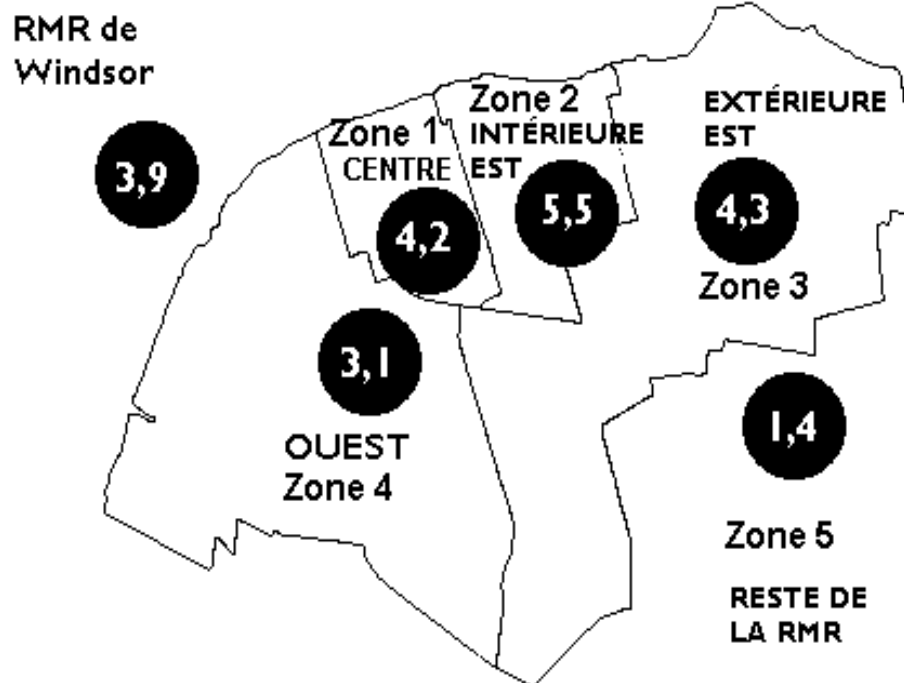 RMR de
Windsor
3,9
Zone 1
CENTRE
4,2
Zone 2
INTÉRIEURE
EST
5,5
EXTÉRIEURE
EST
4,3
Zone 3
3,1
OUEST
Zone 4
1,4
Zone 5
RESTE DE
LA RMR